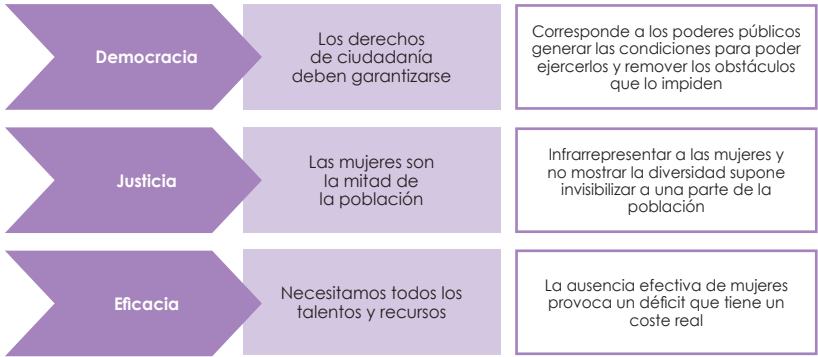 Democracia
Los derechos
de ciudadanía
deben garantizarse
Corresponde a los poderes públicos
generar las condiciones para poder
ejercerlos y remover los obstáculos
que lo impiden
Justicia
Las mujeres son
la mitad de
la población
Infrarrepresentar a las mujeres y
no mostrar la diversidad supone
invisibilizar a una parte de la
población
Eficacia
Necesitamos todos los
talentos y recursos
La ausencia efectiva de mujeres
provoca un déficit que tiene un
coste real